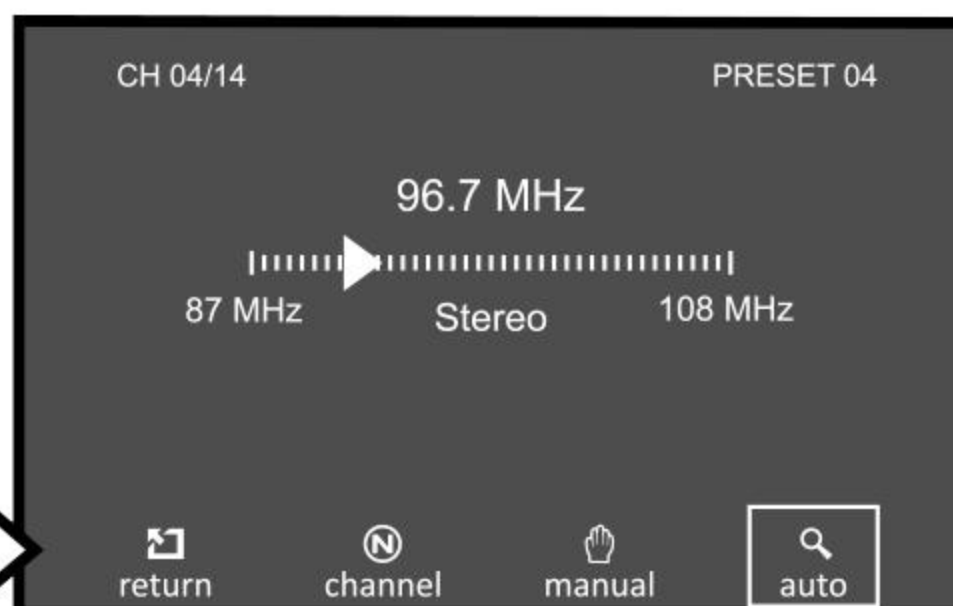 CH 04/14 PRESET 04
96.7 MHz
87 MHz Stereo 108 MHz
return channel manual auto